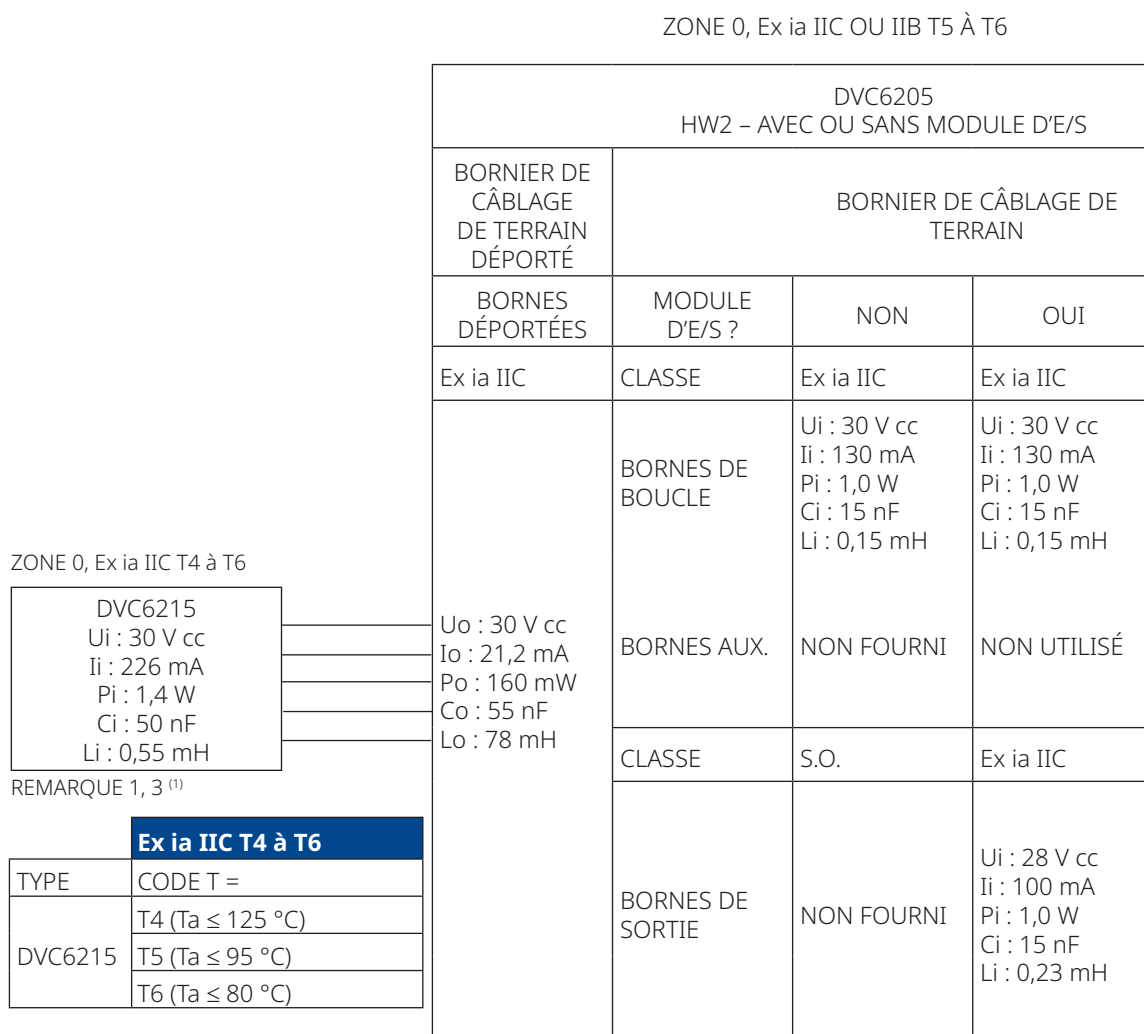 ZONE 0, Ex ia IIC OU IIB T5 À T6
DVC6205
HW2 – AVEC OU SANS MODULE D'E/S
BORNIER DE
CÂBLAGE
DE TERRAIN
DÉPORTÉ
BORNIER DE CÂBLAGE DE
TERRAIN
BORNES
DÉPORTÉES
MODULE
D'E/S ?
NON
OUI
Ex ia IIC
CLASSE
Ex ia IIC
Ex ia IIC
BORNES DE
BOUCLE
Ui : 30 V cc
Ii : 130 mA
Pi : 1,0 W
Ci : 15 nF
Li : 0,15 mH
Ui : 30 V cc
Ii : 130 mA
Pi : 1,0 W
Ci : 15 nF
Li : 0,15 mH
ZONE 0, Ex ia IIC T4 à T6
DVC6215
Ui : 30 V cc
Ii : 226 mA
Pi : 1,4 W
Ci : 50 nF
Li : 0,55 mH
Uo : 30 V cc
Io : 21,2 mA
Po : 160 mW
Co : 55 nF
Lo : 78 mH
BORNES AUX.
NON FOURNI
NON UTILISÉ
CLASSE
S.O.
Ex ia IIC
REMARQUE 1, 3 (1)
Ex ia IIC T4 à T6
TYPE
CODE T =
DVC6215
T4 (Ta ≤ 125 °C)
T5 (Ta ≤ 95 °C)
T6 (Ta ≤ 80 °C)
BORNES DE
SORTIE
NON FOURNI
Ui : 28 V cc
Ii : 100 mA
Pi : 1,0 W
Ci : 15 nF
Li : 0,23 mH